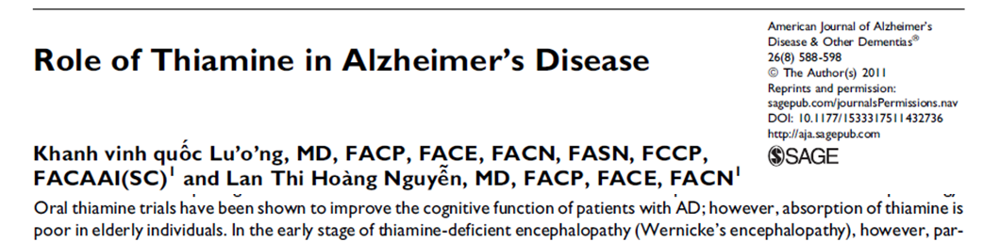 Role of Thiamine in Alzheimer's Disease
American Journal of Alzheimer's
Disease & Other Dementias®
26(8) 588-598
© The Author(s) 2011
Reprints and permission:
sagepub.com/journalsPermissions.nav
DOI: 10.1177/1533317511432736
http://aja.sagepub.com
SAGE
Khanh vinh quốc Lu'o'ng, MD, FACP, FACE, FACN, FASN, FCCP,
FACAAI(SC)¹ and Lan Thi Hoàng Nguyễn, MD, FACP, FACE, FACN¹
Oral thiamine trials have been shown to improve the cognitive function of patients with AD; however, absorption of thiamine is
poor in elderly individuals. In the early stage of thiamine-deficient encephalopathy (Wernicke's encephalopathy), however, par-